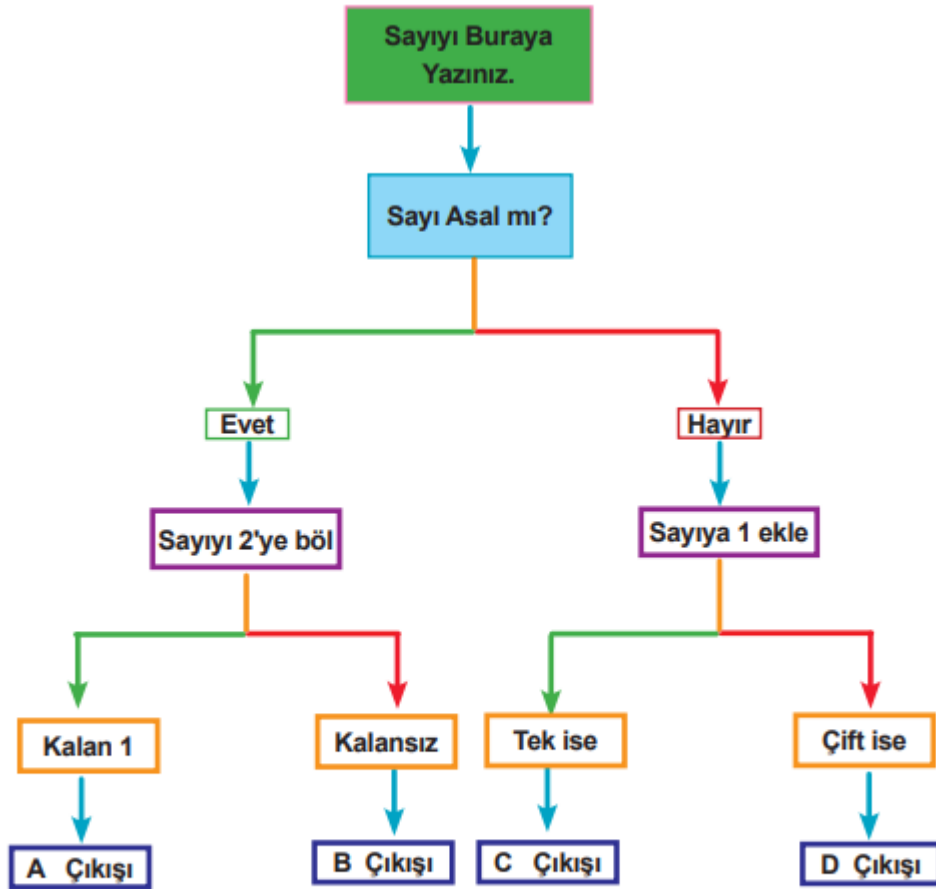 Sayıyı Buraya
Yazınız.
Sayı Asal mı?
Evet
Hayır
Sayıyı 2'ye böl
Sayıya 1 ekle
Kalan 1
Kalansız
Tek ise
Çift ise
A Çıkışı
B Çıkışı
C Çıkışı
D Çıkışı